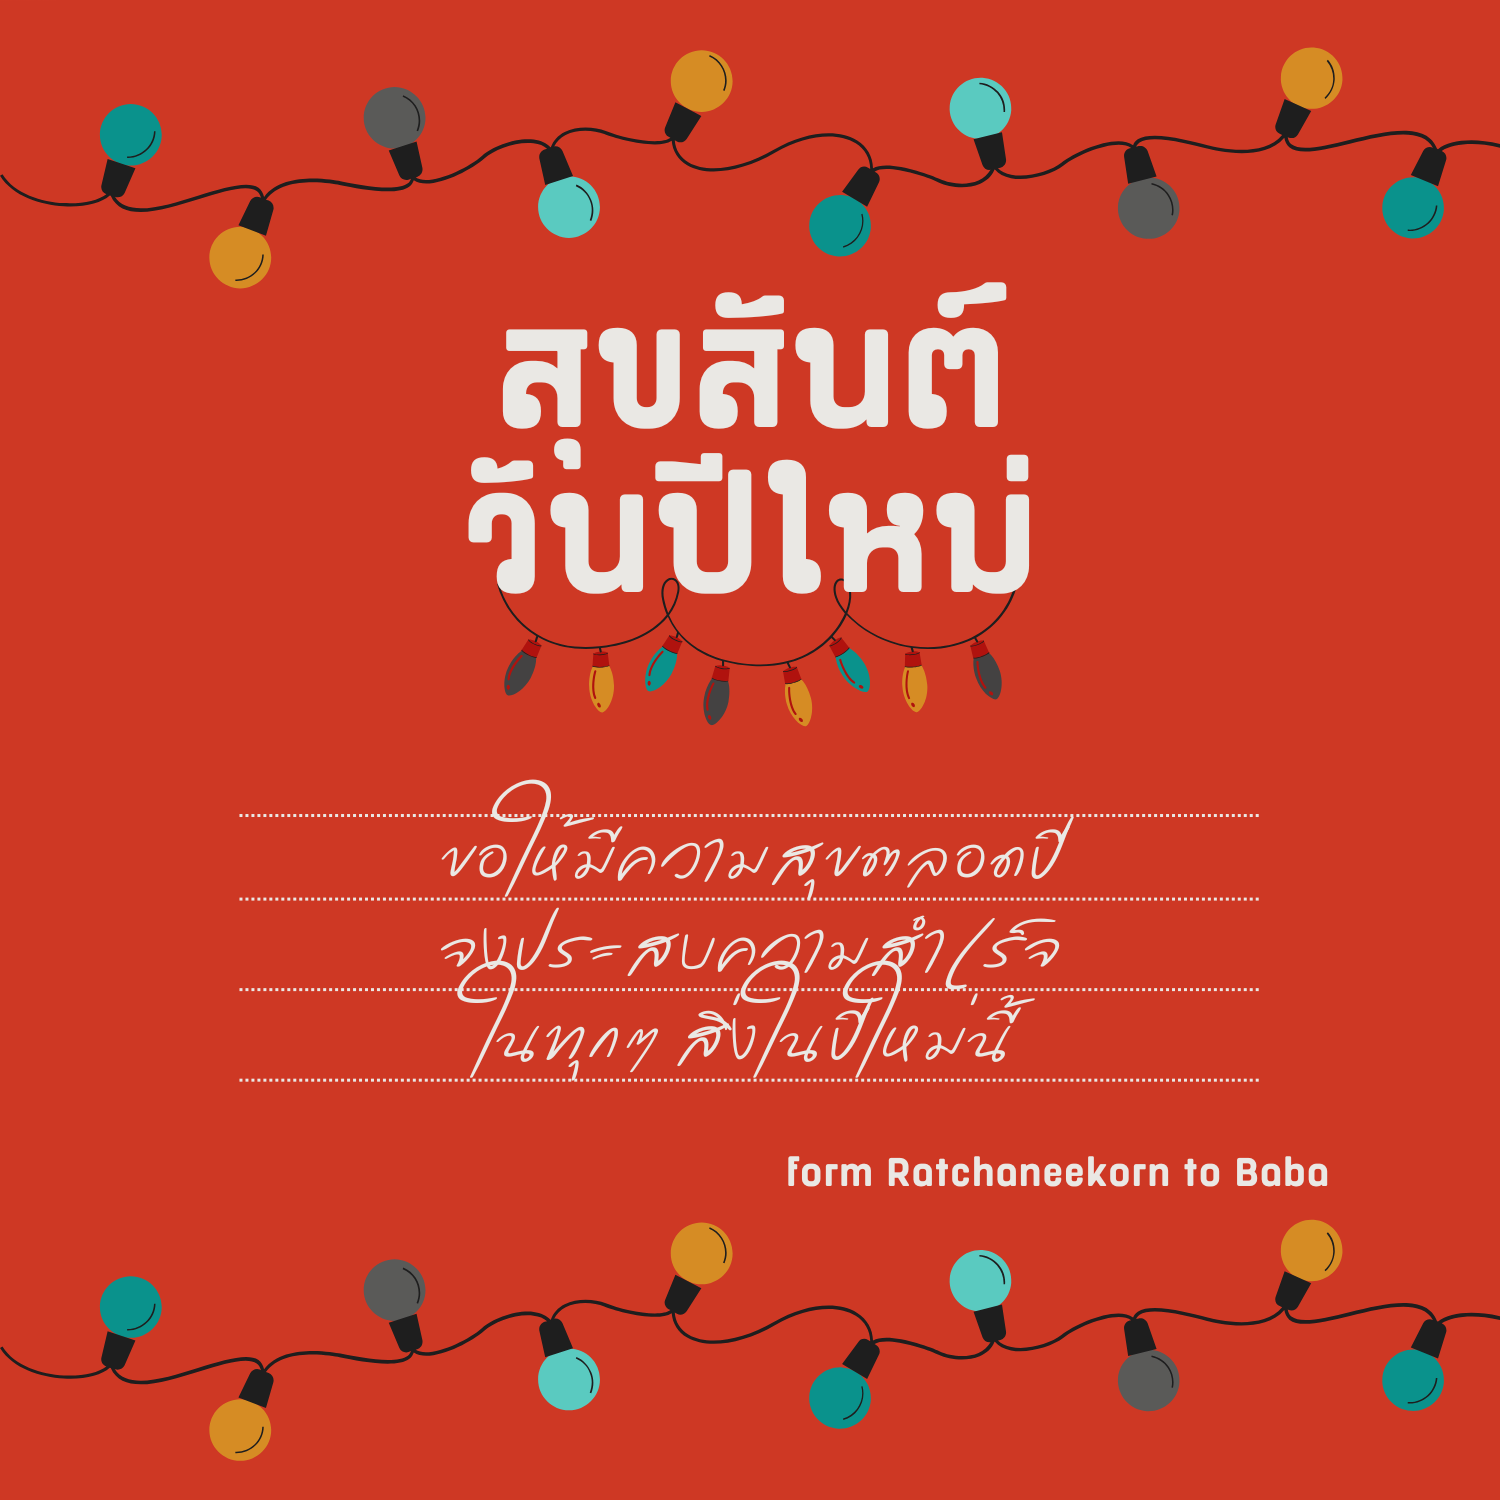 สุขสันต์
วันปีใหม่
ขอให้มีความสุขตลอดปี
จงประสบความสำเร็จ
ในทุกๆ สิ่งในปีใหม่นี้
form Ratchaneekorn to Baba